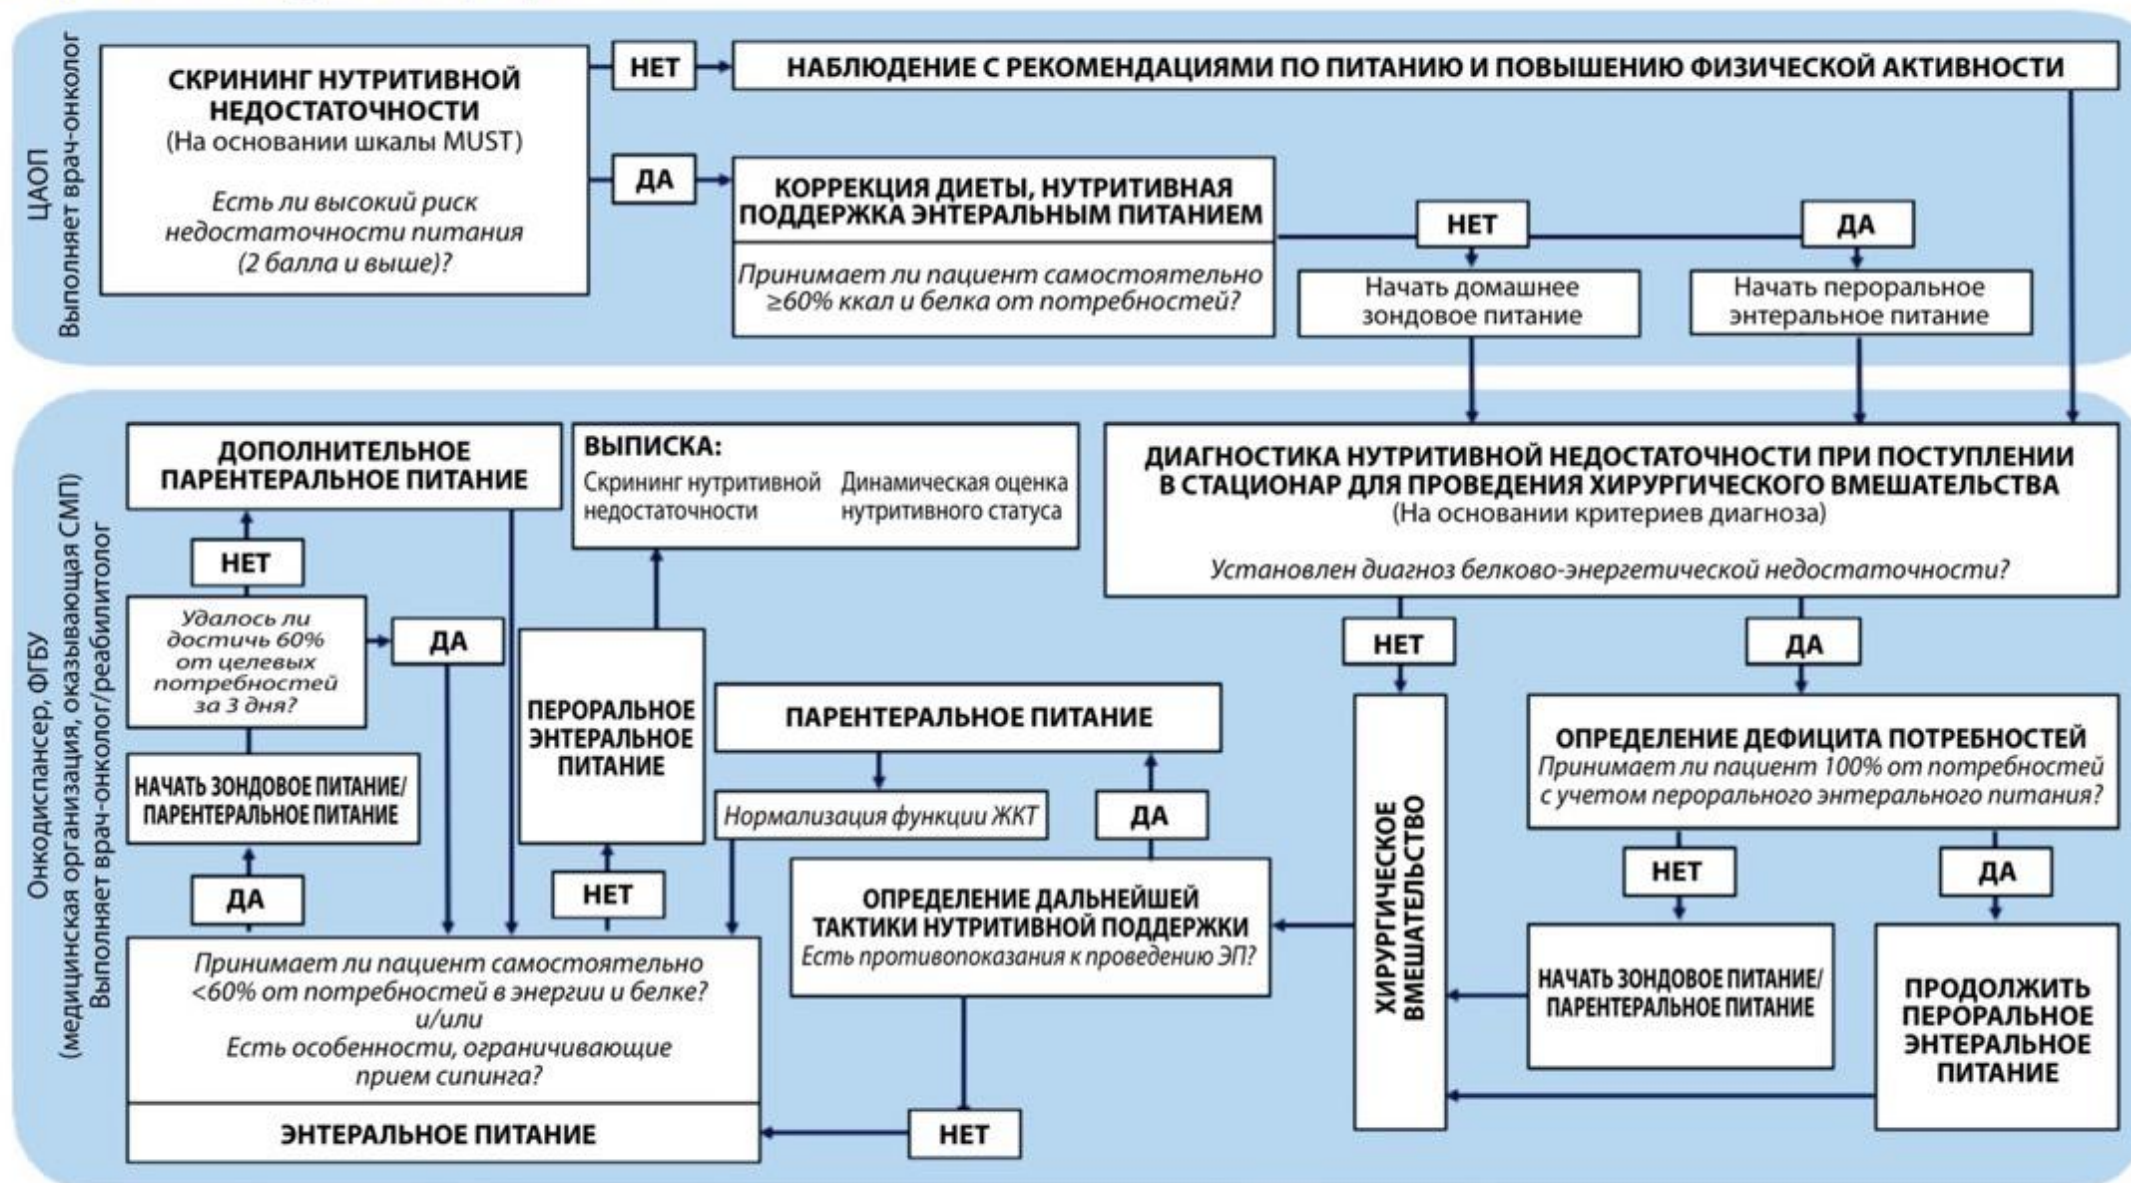 ЦАОП
Выполняет врач-онколог
СКРИНИНГ НУТРИТИВНОЙ
НЕДОСТАТОЧНОСТИ
(На основании шкалы MUST)
Есть ли высокий риск
недостаточности питания
(2 балла и выше)?
НЕТ
НАБЛЮДЕНИЕ С РЕКОМЕНДАЦИЯМИ ПО ПИТАНИЮ И ПОВЫШЕНИЮ ФИЗИЧЕСКОЙ АКТИВНОСТИ
ДА
КОРРЕКЦИЯ ДИЕТЫ, НУТРИТИВНАЯ
ПОДДЕРЖКА ЭНТЕРАЛЬНЫМ ПИТАНИЕМ
Принимает ли пациент самостоятельно
≥60% ккал и белка от потребностей?
НЕТ
Начать домашнее
зондовое питание
ДА
Начать пероральное
энтеральное питание
Онкодиспансер, ФГБУ
(медицинская организация, оказывающая СМП)
Выполняет врач-онколог/реабилитолог
ДИАГНОСТИКА НУТРИТИВНОЙ НЕДОСТАТОЧНОСТИ ПРИ ПОСТУПЛЕНИИ
В СТАЦИОНАР ДЛЯ ПРОВЕДЕНИЯ ХИРУРГИЧЕСКОГО ВМЕШАТЕЛЬСТВА
(На основании критериев диагноза)
Установлен диагноз белково-энергетической недостаточности?
НЕТ
ДА
ОПРЕДЕЛЕНИЕ ДЕФИЦИТА ПОТРЕБНОСТЕЙ
Принимает ли пациент 100% от потребностей
с учетом перорального энтерального питания?
НЕТ
ДА
НАЧАТЬ ЗОНДОВОЕ ПИТАНИЕ/
ПАРЕНТЕРАЛЬНОЕ ПИТАНИЕ
ПРОДОЛЖИТЬ
ПЕРОРАЛЬНОЕ
ЭНТЕРАЛЬНОЕ
ПИТАНИЕ
ХИРУРГИЧЕСКОЕ
ВМЕШАТЕЛЬСТВО
ОПРЕДЕЛЕНИЕ ДАЛЬНЕЙШЕЙ
ТАКТИКИ НУТРИТИВНОЙ ПОДДЕРЖКИ
Есть противопоказания к проведению ЭП?
ДА
ПАРЕНТЕРАЛЬНОЕ ПИТАНИЕ
Нормализация функции ЖКТ
НЕТ
Принимает ли пациент самостоятельно
<60% от потребностей в энергии и белке?
и/или
Есть особенности, ограничивающие
прием сипинга?
ЭНТЕРАЛЬНОЕ ПИТАНИЕ
НЕТ
ПЕРОРАЛЬНОЕ
ЭНТЕРАЛЬНОЕ
ПИТАНИЕ
ВЫПИСКА:
Скрининг нутритивной
недостаточности
Динамическая оценка
нутритивного статуса
ДА
НАЧАТЬ ЗОНДОВОЕ ПИТАНИЕ/
ПАРЕНТЕРАЛЬНОЕ ПИТАНИЕ
Удалось ли
достичь 60%
от целевых
потребностей
за 3 дня?
ДА
НЕТ
ДОПОЛНИТЕЛЬНОЕ
ПАРЕНТЕРАЛЬНОЕ ПИТАНИЕ